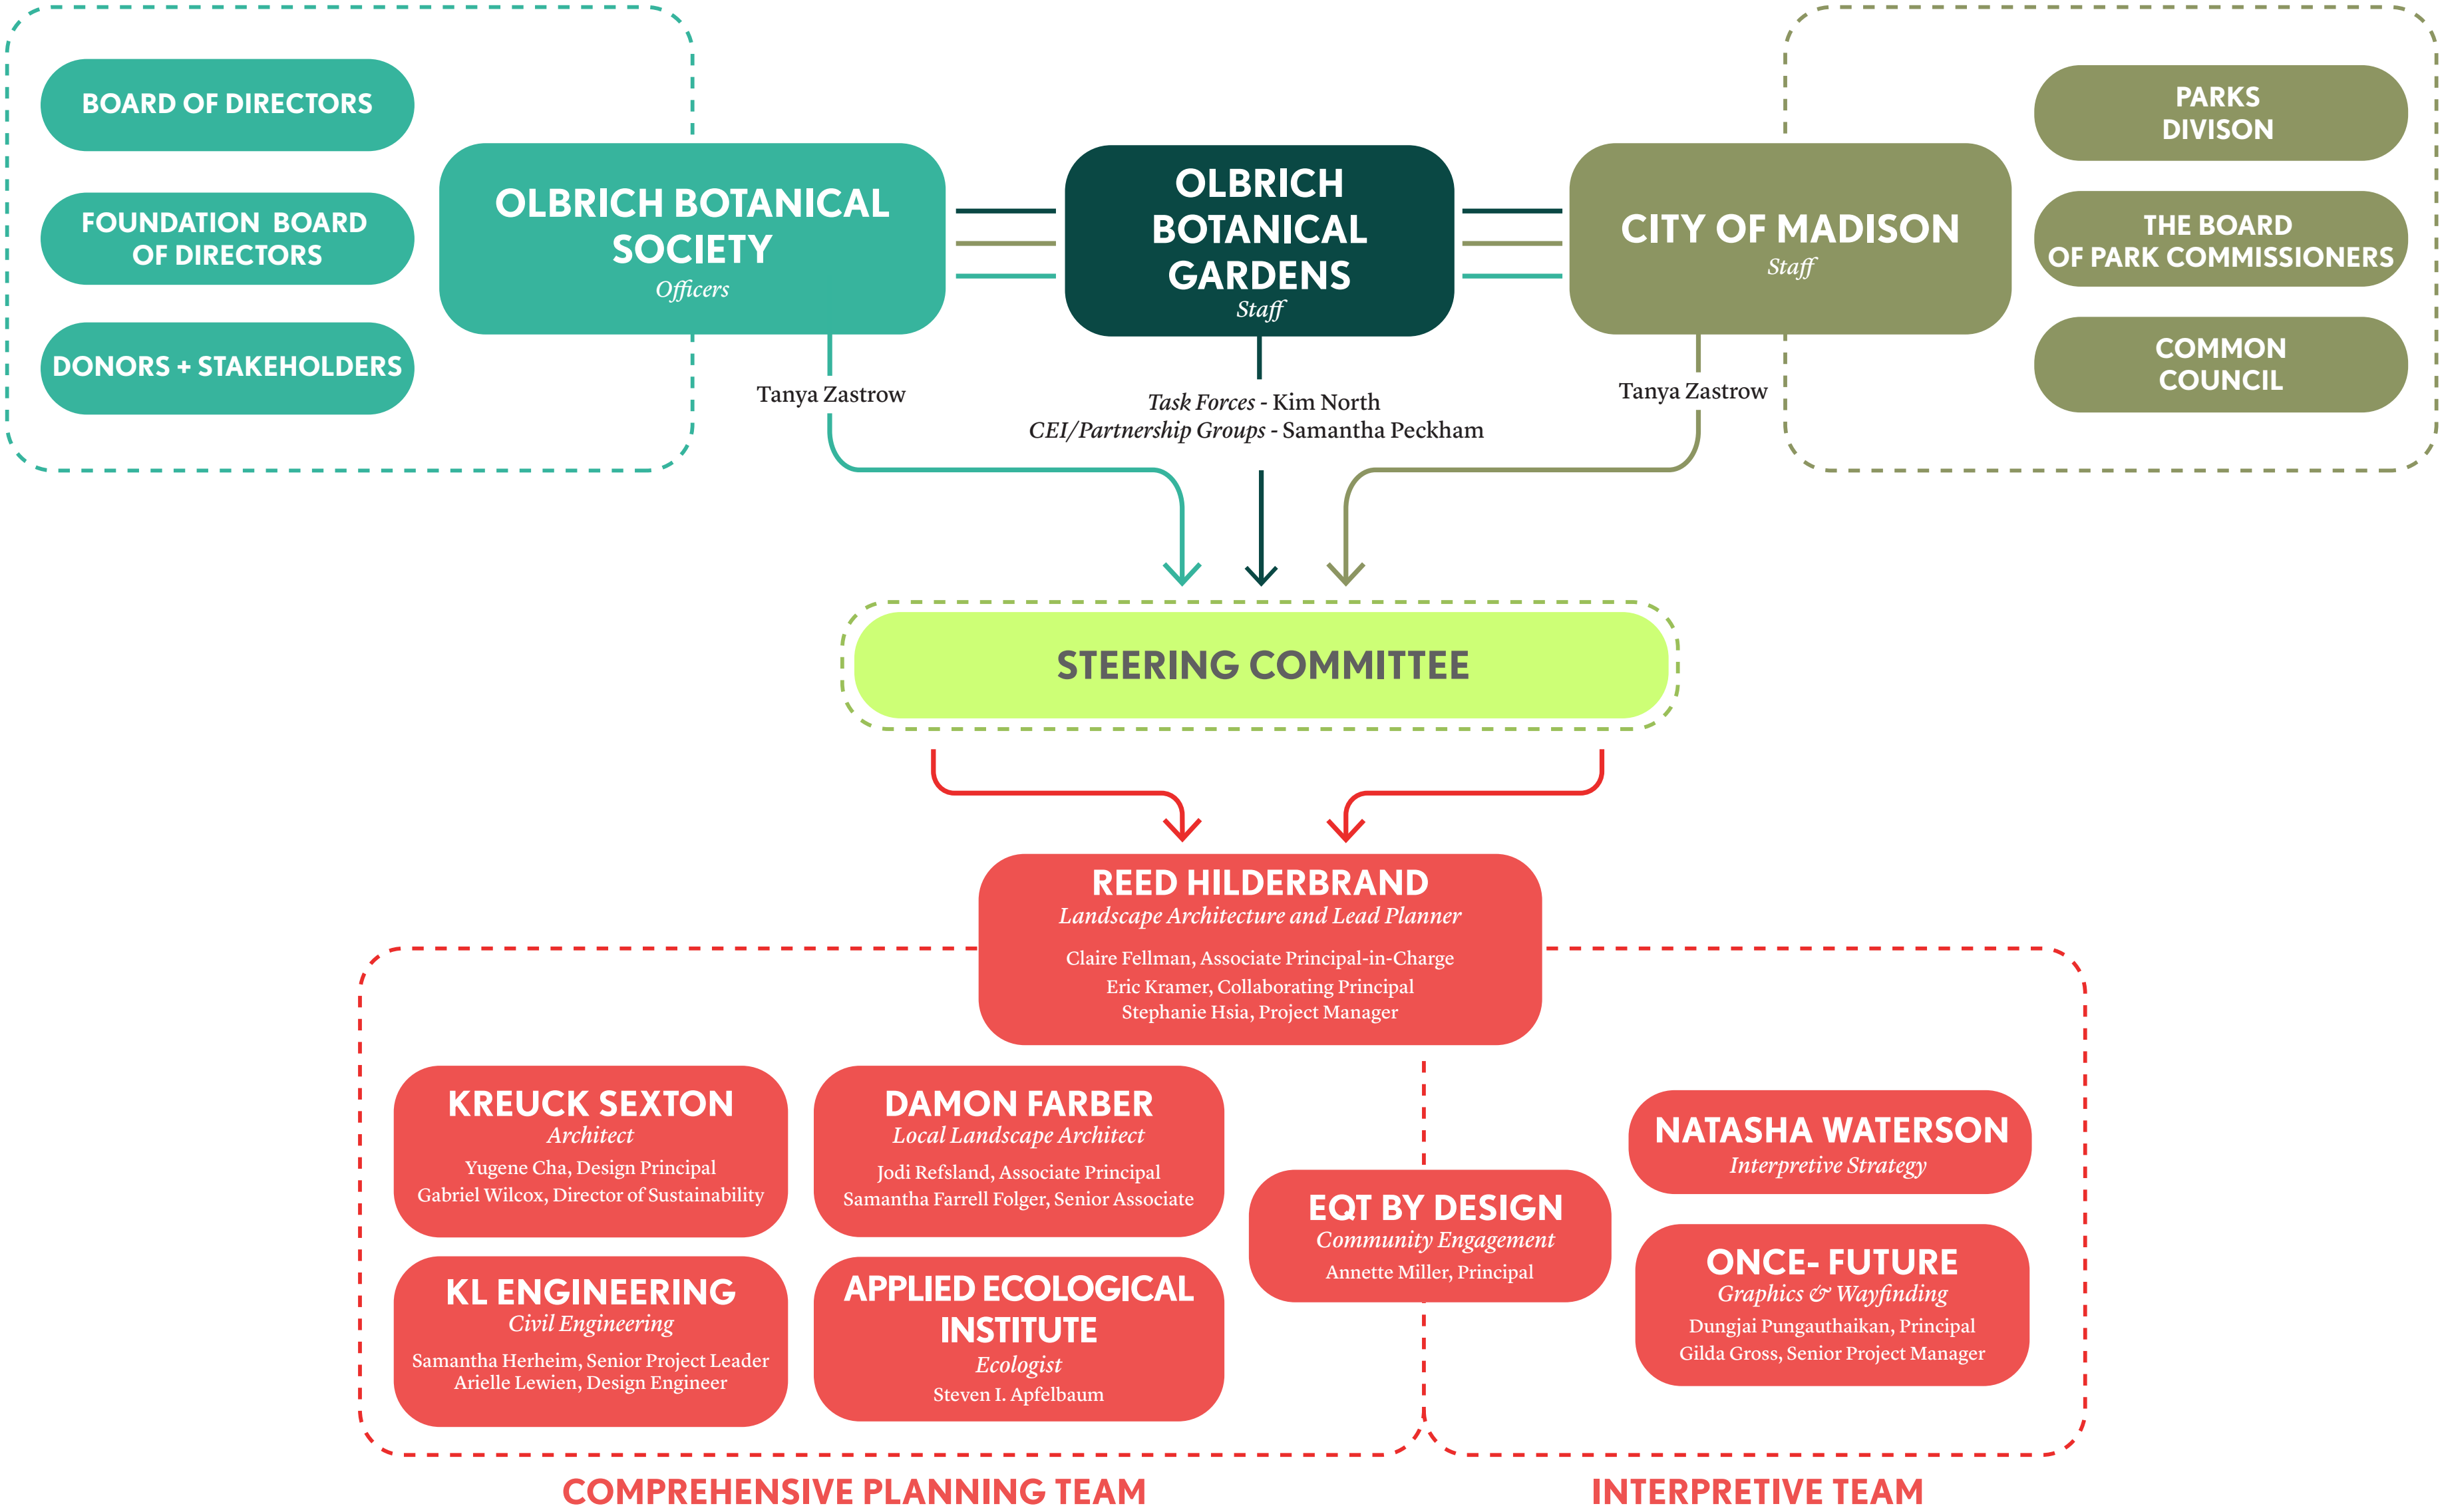 BOARD OF DIRECTORS
FOUNDATION BOARD
OF DIRECTORS
DONORS + STAKEHOLDERS
OLBRICH BOTANICAL
SOCIETY
Officers
OLBRICH
BOTANICAL
GARDENS
Staff
CITY OF MADISON
Staff
PARKS
DIVISON
THE BOARD
OF PARK COMMISSIONERS
COMMON
COUNCIL
Tanya Zastrow
Task Forces - Kim North
CEI/Partnership Groups - Samantha Peckham
Tanya Zastrow
STEERING COMMITTEE
REED HILDERBRAND
Landscape Architecture and Lead Planner
Claire Fellman, Associate Principal-in-Charge
Eric Kramer, Collaborating Principal
Stephanie Hsia, Project Manager
KREUCK SEXTON
Architect
Yugene Cha, Design Principal
Gabriel Wilcox, Director of Sustainability
DAMON FARBER
Local Landscape Architect
Jodi Refsland, Associate Principal
Samantha Farrell Folger, Senior Associate
KL ENGINEERING
Civil Engineering
Samantha Herheim, Senior Project Leader
Arielle Lewien, Design Engineer
APPLIED ECOLOGICAL
INSTITUTE
Ecologist
Steven I. Apfelbaum
EQT BY DESIGN
Community Engagement
Annette Miller, Principal
NATASHA WATERSON
Interpretive Strategy
ONCE- FUTURE
Graphics & Wayfinding
Dungjai Pungauthaikan, Principal
Gilda Gross, Senior Project Manager
COMPREHENSIVE PLANNING TEAM
INTERPRETIVE TEAM